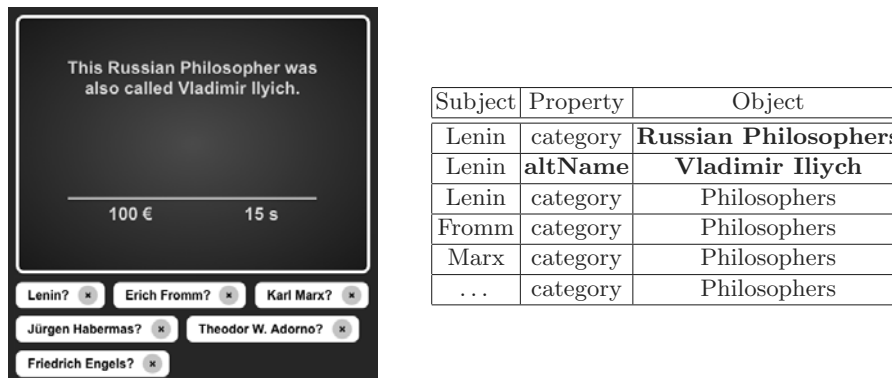 This Russian Philosopher was
also called Vladimir Ilyich.
100 € 15 s
Lenin? × Erich Fromm? × Karl Marx? ×
Jürgen Habermas? × Theodor W. Adorno? ×
Friedrich Engels? ×
Subject Property Object
Lenin category Russian Philosophers
Lenin altName Vladimir Iliych
Lenin category Philosophers
Fromm category Philosophers
Marx category Philosophers
... category Philosophers